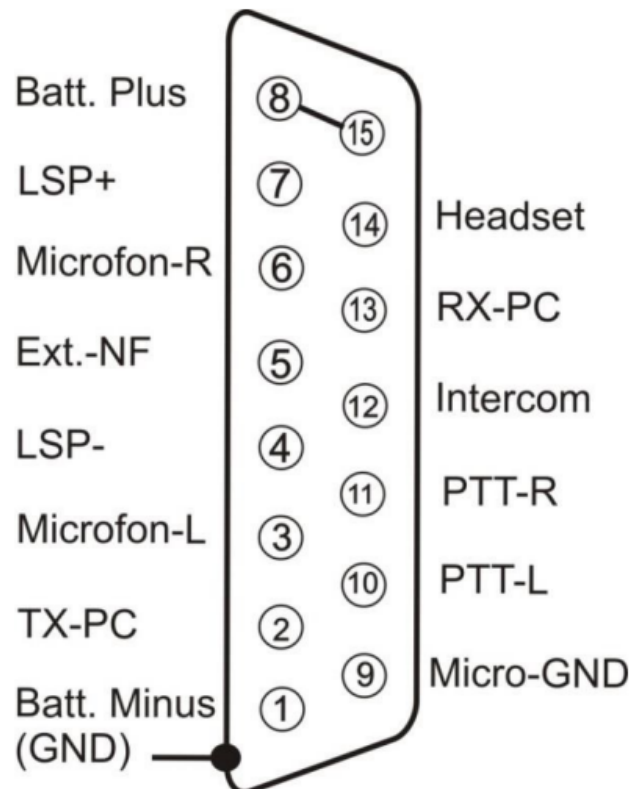 Batt. Plus
8
15
LSP+
7
14
Headset
Microfon-R
6
13
RX-PC
Ext.-NF
5
12
Intercom
LSP-
4
11
PTT-R
Microfon-L
3
10
PTT-L
TX-PC
2
9
Micro-GND
Batt. Minus
(GND)
1